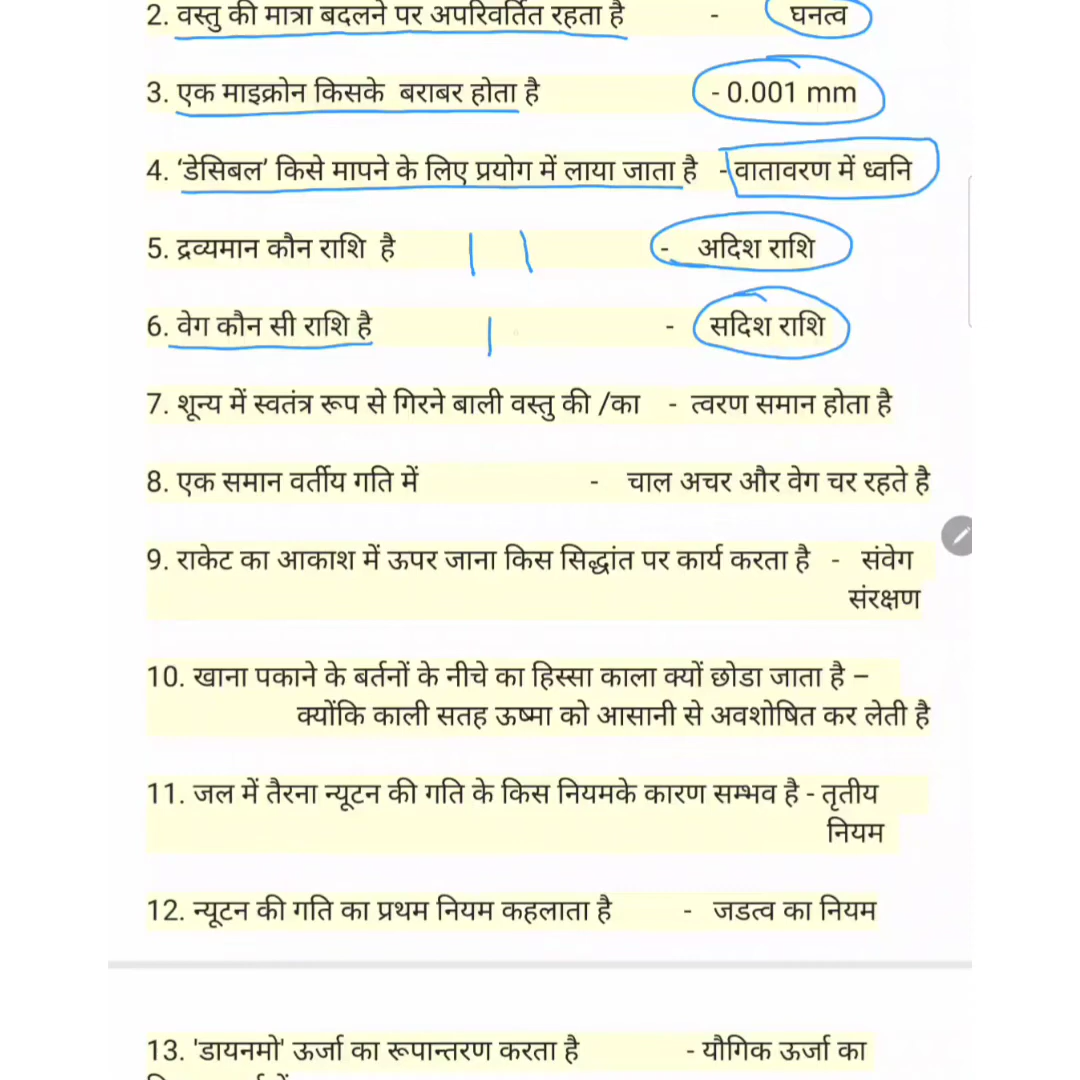 2. वस्तु की मात्रा बदलने पर अपरिवर्तित रहता है - घनत्व
3. एक माइक्रोन किसके बराबर होता है - 0.001 mm
4. ‘डेसिबल’ किसे मापने के लिए प्रयोग में लाया जाता है - वातावरण में ध्वनि
5. द्रव्यमान कौन राशि है - अदिश राशि
6. वेग कौन सी राशि है - सदिश राशि
7. शून्य में स्वतंत्र रूप से गिरने बाली वस्तु की /का - त्वरण समान होता है
8. एक समान वर्तीय गति में - चाल अचर और वेग चर रहते है
9. राकेट का आकाश में ऊपर जाना किस सिद्धांत पर कार्य करता है - संवेग
संरक्षण
10. खाना पकाने के बर्तनों के नीचे का हिस्सा काला क्यों छोडा जाता है –
क्योंकि काली सतह ऊष्मा को आसानी से अवशोषित कर लेती है
11. जल में तैरना न्यूटन की गति के किस नियमके कारण सम्भव है - तृतीय
नियम
12. न्यूटन की गति का प्रथम नियम कहलाता है - जडत्व का नियम
13. 'डायनमो' ऊर्जा का रूपान्तरण करता है - यौगिक ऊर्जा का